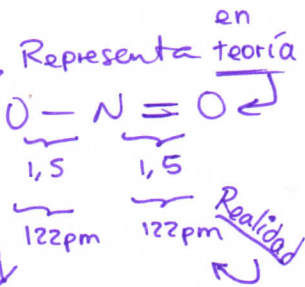 en
Representa teoría
O — N = O
1,5 1,5
122pm 122pm Realidad